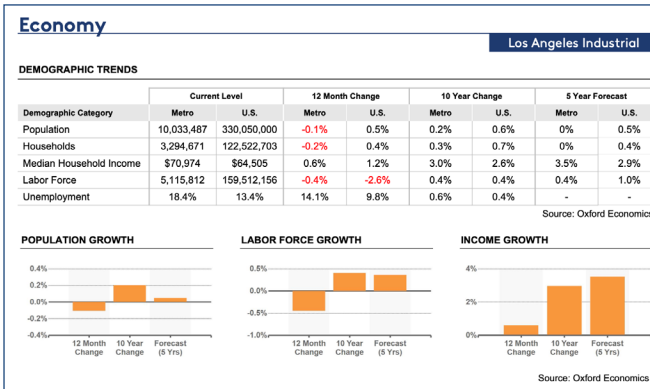 Economy
Los Angeles Industrial
DEMOGRAPHIC TRENDS
Current Level 12 Month Change 10 Year Change 5 Year Forecast
Demographic Category Metro U.S. Metro U.S. Metro U.S. Metro U.S.
Population 10,033,487 330,050,000 -0.1% 0.5% 0.2% 0.6% 0% 0.5%
Households 3,294,671 122,522,703 -0.2% 0.4% 0.3% 0.7% 0% 0.4%
Median Household Income $70,974 $64,505 0.6% 1.2% 3.0% 2.6% 3.5% 2.9%
Labor Force 5,115,812 159,512,156 -0.4% -2.6% 0.4% 0.4% 0.4% 1.0%
Unemployment 18.4% 13.4% 14.1% 9.8% 0.6% 0.4% - -
Source: Oxford Economics
POPULATION GROWTH
0.4%
0.2%
0.0%
-0.2%
-0.4%
12 Month 10 Year Forecast
Change Change (5 Yrs)
LABOR FORCE GROWTH
0.5%
0.0%
-0.5%
-1.0%
12 Month 10 Year Forecast
Change Change (5 Yrs)
INCOME GROWTH
4%
2%
0%
12 Month 10 Year Forecast
Change Change (5 Yrs)
Source: Oxford Economics